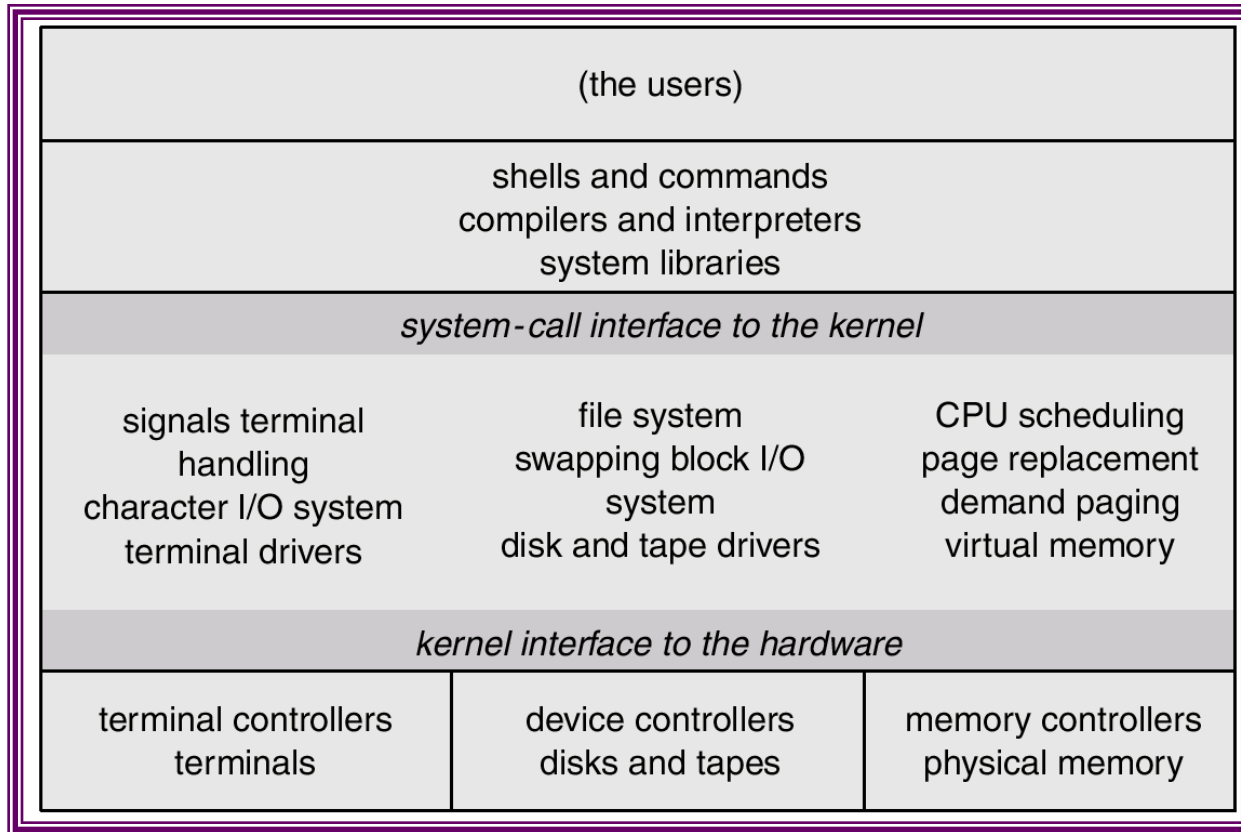 (the users)
shells and commands
compilers and interpreters
system libraries
system-call interface to the kernel
signals terminal
handling
character I/O system
terminal drivers
file system
swapping block I/O
system
disk and tape drivers
CPU scheduling
page replacement
demand paging
virtual memory
kernel interface to the hardware
terminal controllers
terminals
device controllers
disks and tapes
memory controllers
physical memory